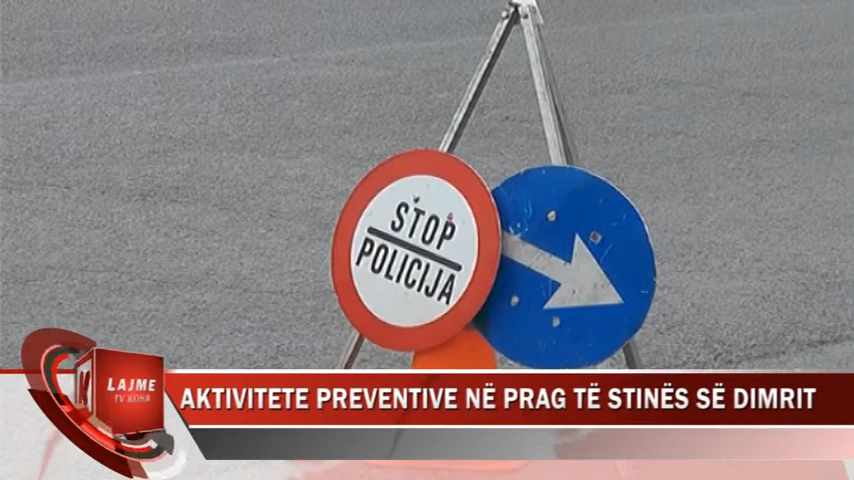 STOP
POLICIJA
LAJME
TV KOHA
AKTIVITETE PREVENTIVE NË PRAG TË STINËS SË DIMRIT